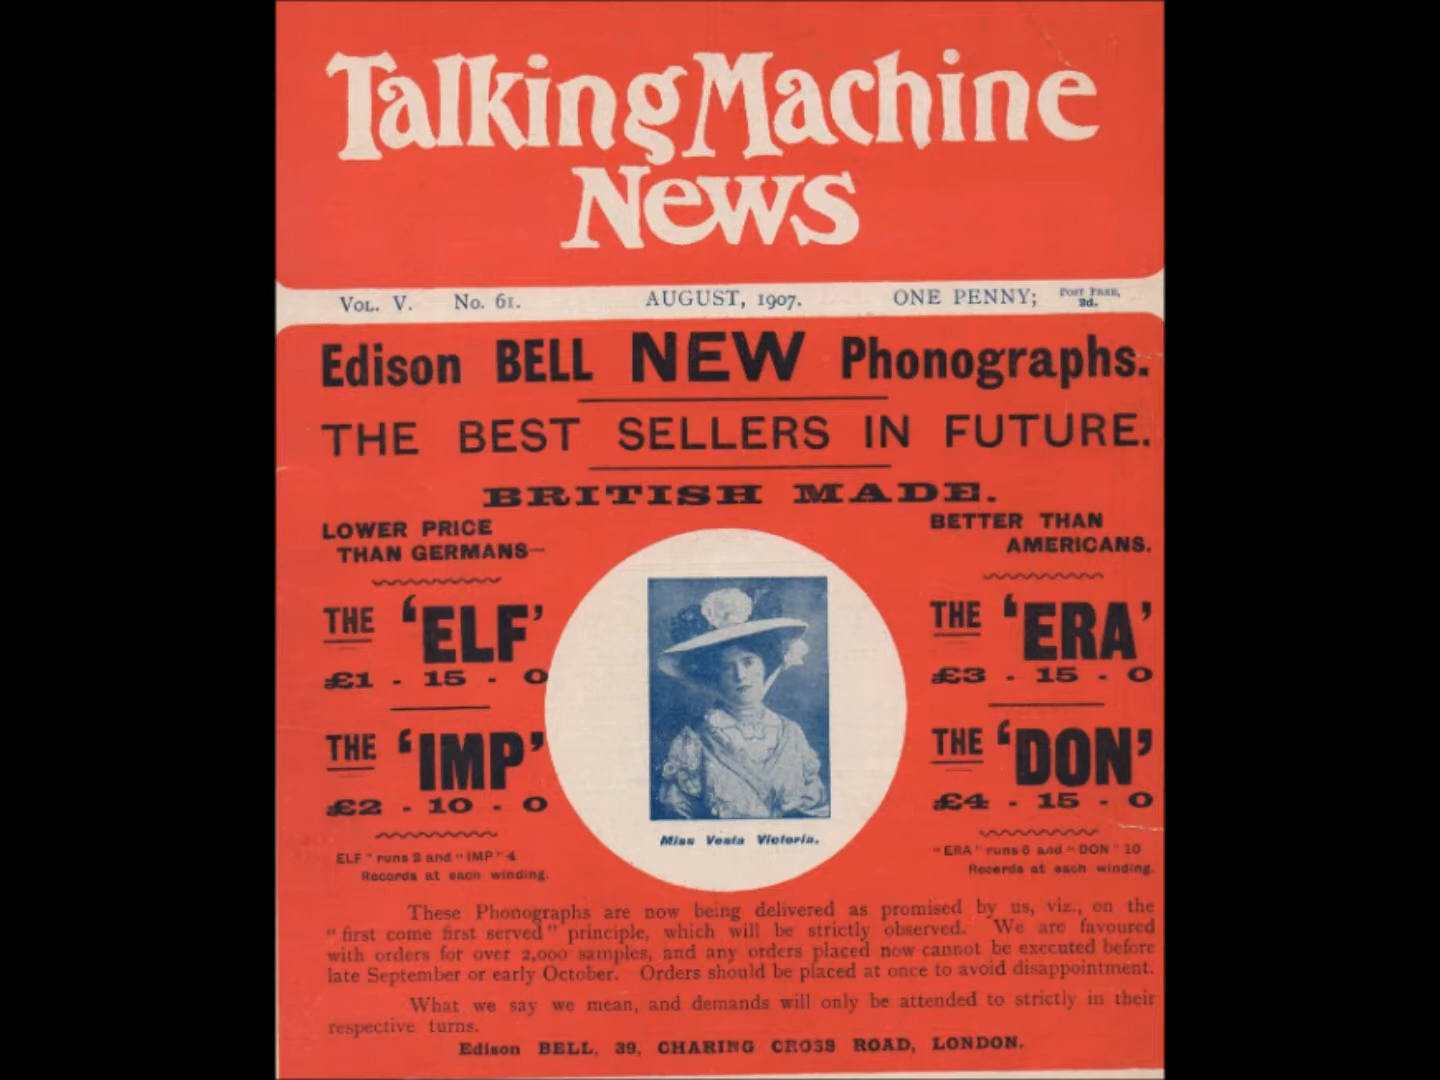 Talking Machine
News
Vol. V. No. 61. AUGUST, 1907. ONE PENNY; Post Free, 2d.
Edison BELL NEW Phonographs.
THE BEST SELLERS IN FUTURE.
BRITISH MADE.
LOWER PRICE
THAN GERMANS—
THE 'ELF'
£1 - 15 - 0
THE 'IMP'
£2 - 10 - 0
ELF" runs 2 and "IMP" 4
Records at each winding.
Miss Vesta Victoria.
BETTER THAN
AMERICANS.
THE 'ERA'
£3 - 15 - 0
THE 'DON'
£4 - 15 - 0
"ERA" runs 6 and "DON" 10
Records at each winding.
These Phonographs are now being delivered as promised by us, viz., on the
"first come first served" principle, which will be strictly observed. We are favoured
with orders for over 2,000 samples, and any orders placed now cannot be executed before
late September or early October. Orders should be placed at once to avoid disappointment.
What we say we mean, and demands will only be attended to strictly in their
respective turns.
Edison BELL, 39, CHARING CROSS ROAD, LONDON.